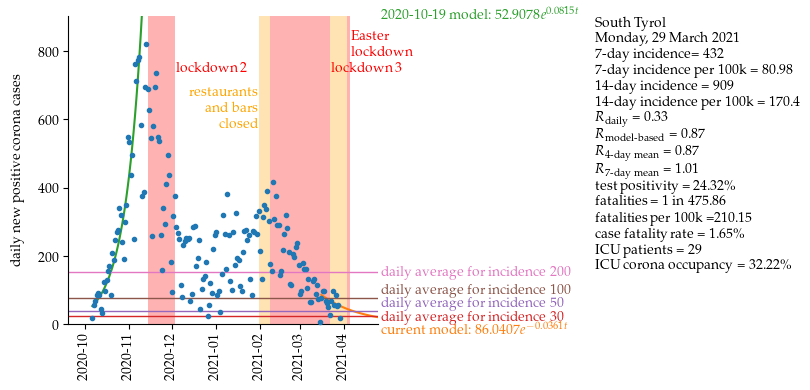 2020-10-19 model: 52.9078e^0.0815t
Easter
lockdown
lockdown 2
lockdown 3
restaurants
and bars
closed
daily new positive corona cases
800
600
400
200
0
daily average for incidence 200
daily average for incidence 100
daily average for incidence 50
daily average for incidence 30
current model: 86.0407e^−0.0361t
2020-10
2020-11
2020-12
2021-01
2021-02
2021-03
2021-04
South Tyrol
Monday, 29 March 2021
7-day incidence= 432
7-day incidence per 100k = 80.98
14-day incidence = 909
14-day incidence per 100k = 170.4
R_daily = 0.33
R_model-based = 0.87
R_4-day mean = 0.87
R_7-day mean = 1.01
test positivity = 24.32%
fatalities = 1 in 475.86
fatalities per 100k =210.15
case fatality rate = 1.65%
ICU patients = 29
ICU corona occupancy = 32.22%